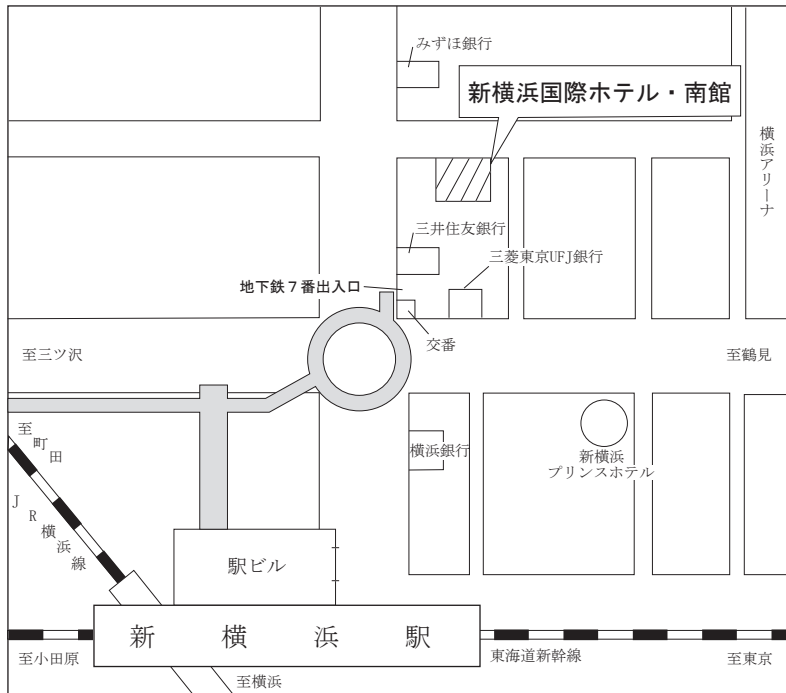 みずほ銀行
新横浜国際ホテル・南館
横浜アリーナ
三井住友銀行
三菱東京UFJ銀行
地下鉄７番出入口
交番
至三ツ沢
至鶴見
至町田
JR横浜線
横浜銀行
新横浜
プリンスホテル
駅ビル
新横浜駅
至小田原
至横浜
東海道新幹線
至東京